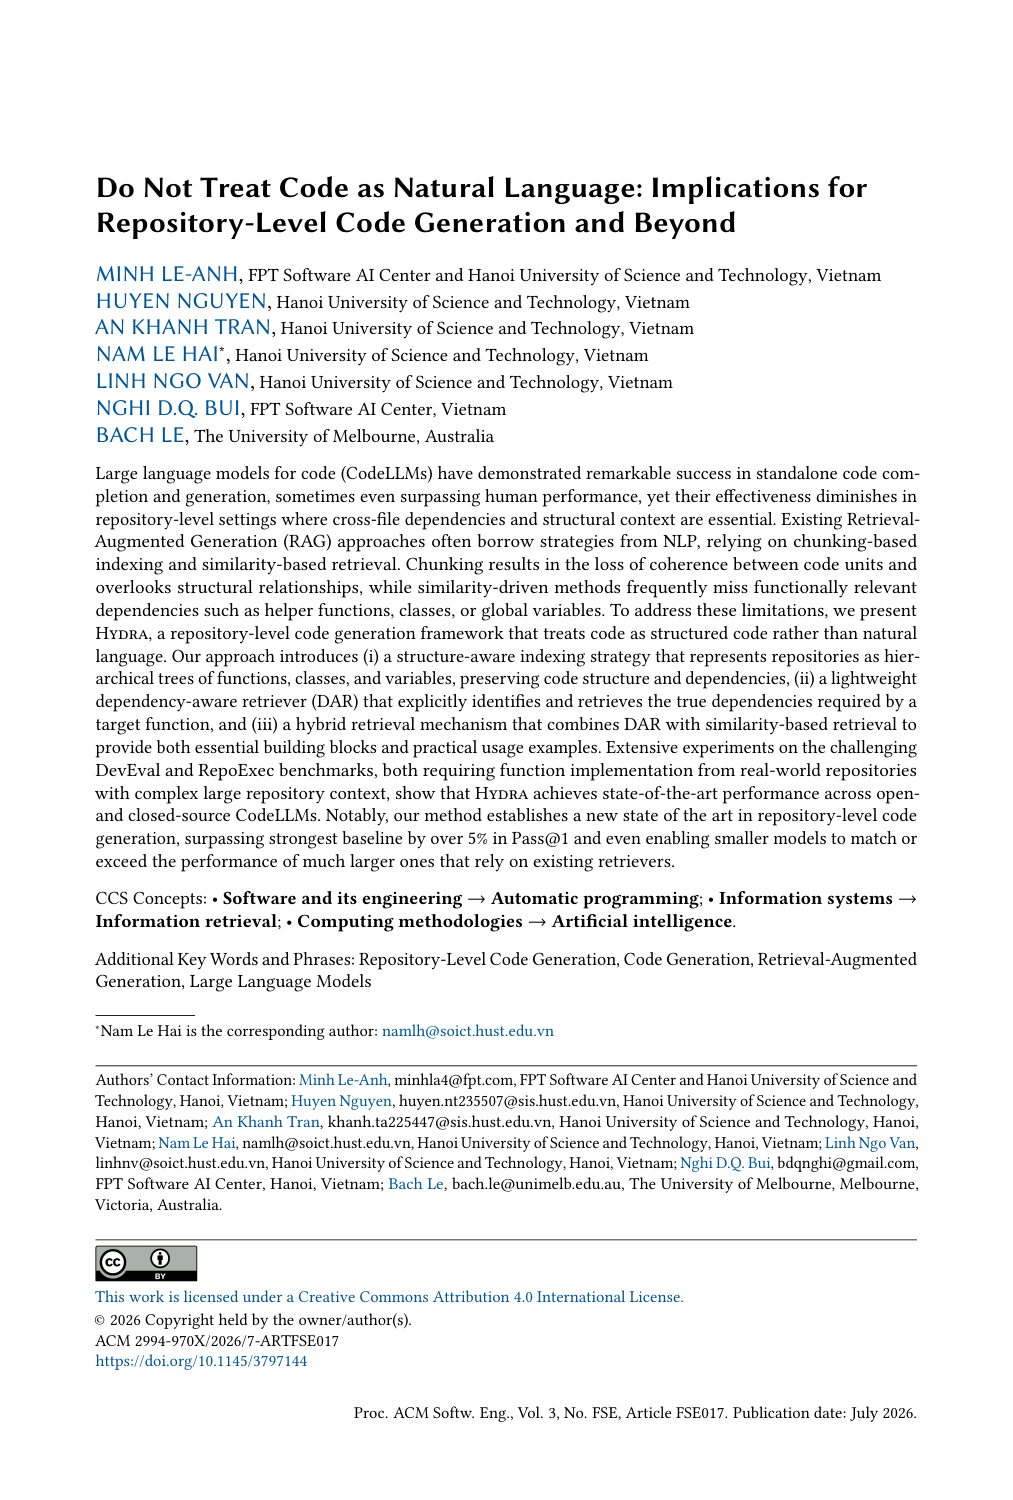 Do Not Treat Code as Natural Language: Implications for
Repository-Level Code Generation and Beyond
MINH LE-ANH, FPT Software AI Center and Hanoi University of Science and Technology, Vietnam
HUYEN NGUYEN, Hanoi University of Science and Technology, Vietnam
AN KHANH TRAN, Hanoi University of Science and Technology, Vietnam
NAM LE HAI*, Hanoi University of Science and Technology, Vietnam
LINH NGO VAN, Hanoi University of Science and Technology, Vietnam
NGHI D.Q. BUI, FPT Software AI Center, Vietnam
BACH LE, The University of Melbourne, Australia
Large language models for code (CodeLLMs) have demonstrated remarkable success in standalone code com-
pletion and generation, sometimes even surpassing human performance, yet their effectiveness diminishes in
repository-level settings where cross-file dependencies and structural context are essential. Existing Retrieval-
Augmented Generation (RAG) approaches often borrow strategies from NLP, relying on chunking-based
indexing and similarity-based retrieval. Chunking results in the loss of coherence between code units and
overlooks structural relationships, while similarity-driven methods frequently miss functionally relevant
dependencies such as helper functions, classes, or global variables. To address these limitations, we present
HYDRA, a repository-level code generation framework that treats code as structured code rather than natural
language. Our approach introduces (i) a structure-aware indexing strategy that represents repositories as hier-
archical trees of functions, classes, and variables, preserving code structure and dependencies, (ii) a lightweight
dependency-aware retriever (DAR) that explicitly identifies and retrieves the true dependencies required by a
target function, and (iii) a hybrid retrieval mechanism that combines DAR with similarity-based retrieval to
provide both essential building blocks and practical usage examples. Extensive experiments on the challenging
DevEval and RepoExec benchmarks, both requiring function implementation from real-world repositories
with complex large repository context, show that HYDRA achieves state-of-the-art performance across open-
and closed-source CodeLLMs. Notably, our method establishes a new state of the art in repository-level code
generation, surpassing strongest baseline by over 5% in Pass@1 and even enabling smaller models to match or
exceed the performance of much larger ones that rely on existing retrievers.
CCS Concepts: • Software and its engineering → Automatic programming; • Information systems →
Information retrieval; • Computing methodologies → Artificial intelligence.
Additional Key Words and Phrases: Repository-Level Code Generation, Code Generation, Retrieval-Augmented
Generation, Large Language Models
*Nam Le Hai is the corresponding author: namlh@soict.hust.edu.vn
Authors' Contact Information: Minh Le-Anh, minhla4@fpt.com, FPT Software AI Center and Hanoi University of Science and
Technology, Hanoi, Vietnam; Huyen Nguyen, huyen.nt235507@sis.hust.edu.vn, Hanoi University of Science and Technology,
Hanoi, Vietnam; An Khanh Tran, khanh.ta225447@sis.hust.edu.vn, Hanoi University of Science and Technology, Hanoi,
Vietnam; Nam Le Hai, namlh@soict.hust.edu.vn, Hanoi University of Science and Technology, Hanoi, Vietnam; Linh Ngo Van,
linhnv@soict.hust.edu.vn, Hanoi University of Science and Technology, Hanoi, Vietnam; Nghi D.Q. Bui, bdqnghi@gmail.com,
FPT Software AI Center, Hanoi, Vietnam; Bach Le, bach.le@unimelb.edu.au, The University of Melbourne, Melbourne,
Victoria, Australia.
cc BY
This work is licensed under a Creative Commons Attribution 4.0 International License.
© 2026 Copyright held by the owner/author(s).
ACM 2994-970X/2026/7-ARTFSE017
https://doi.org/10.1145/3797144
Proc. ACM Softw. Eng., Vol. 3, No. FSE, Article FSE017. Publication date: July 2026.